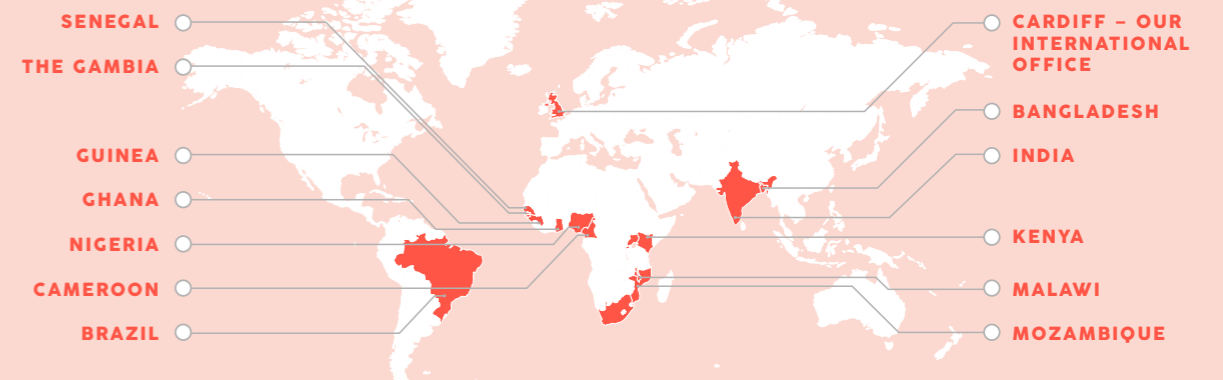 SENEGAL
THE GAMBIA
GUINEA
GHANA
NIGERIA
CAMEROON
BRAZIL
CARDIFF – OUR
INTERNATIONAL
OFFICE
BANGLADESH
INDIA
KENYA
MALAWI
MOZAMBIQUE